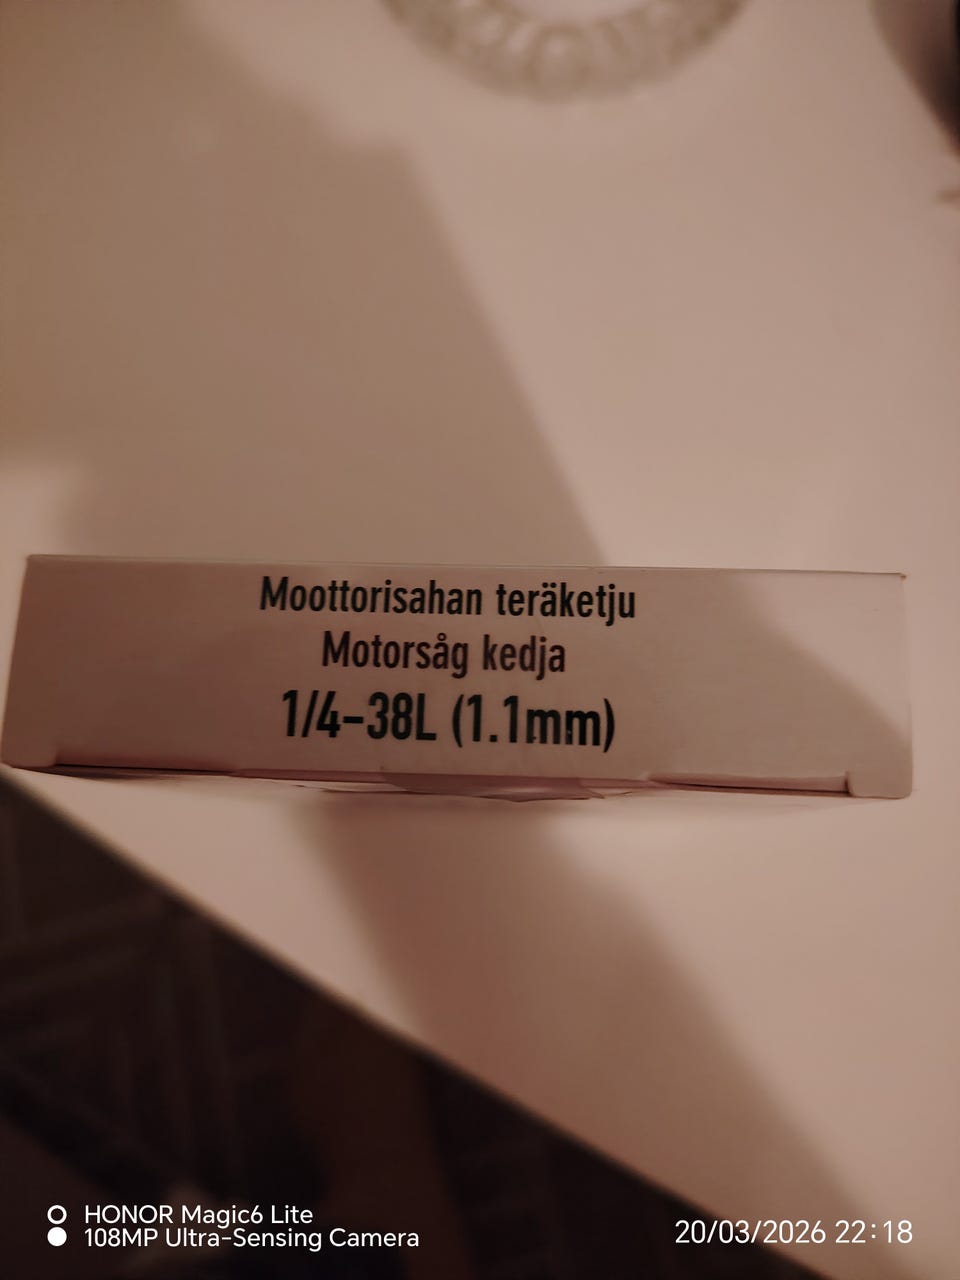 Moottorisahan teräketju
Motorsåg kedja
1/4-38L (1.1mm)
HONOR Magic6 Lite
108MP Ultra-Sensing Camera
20/03/2026 22:18